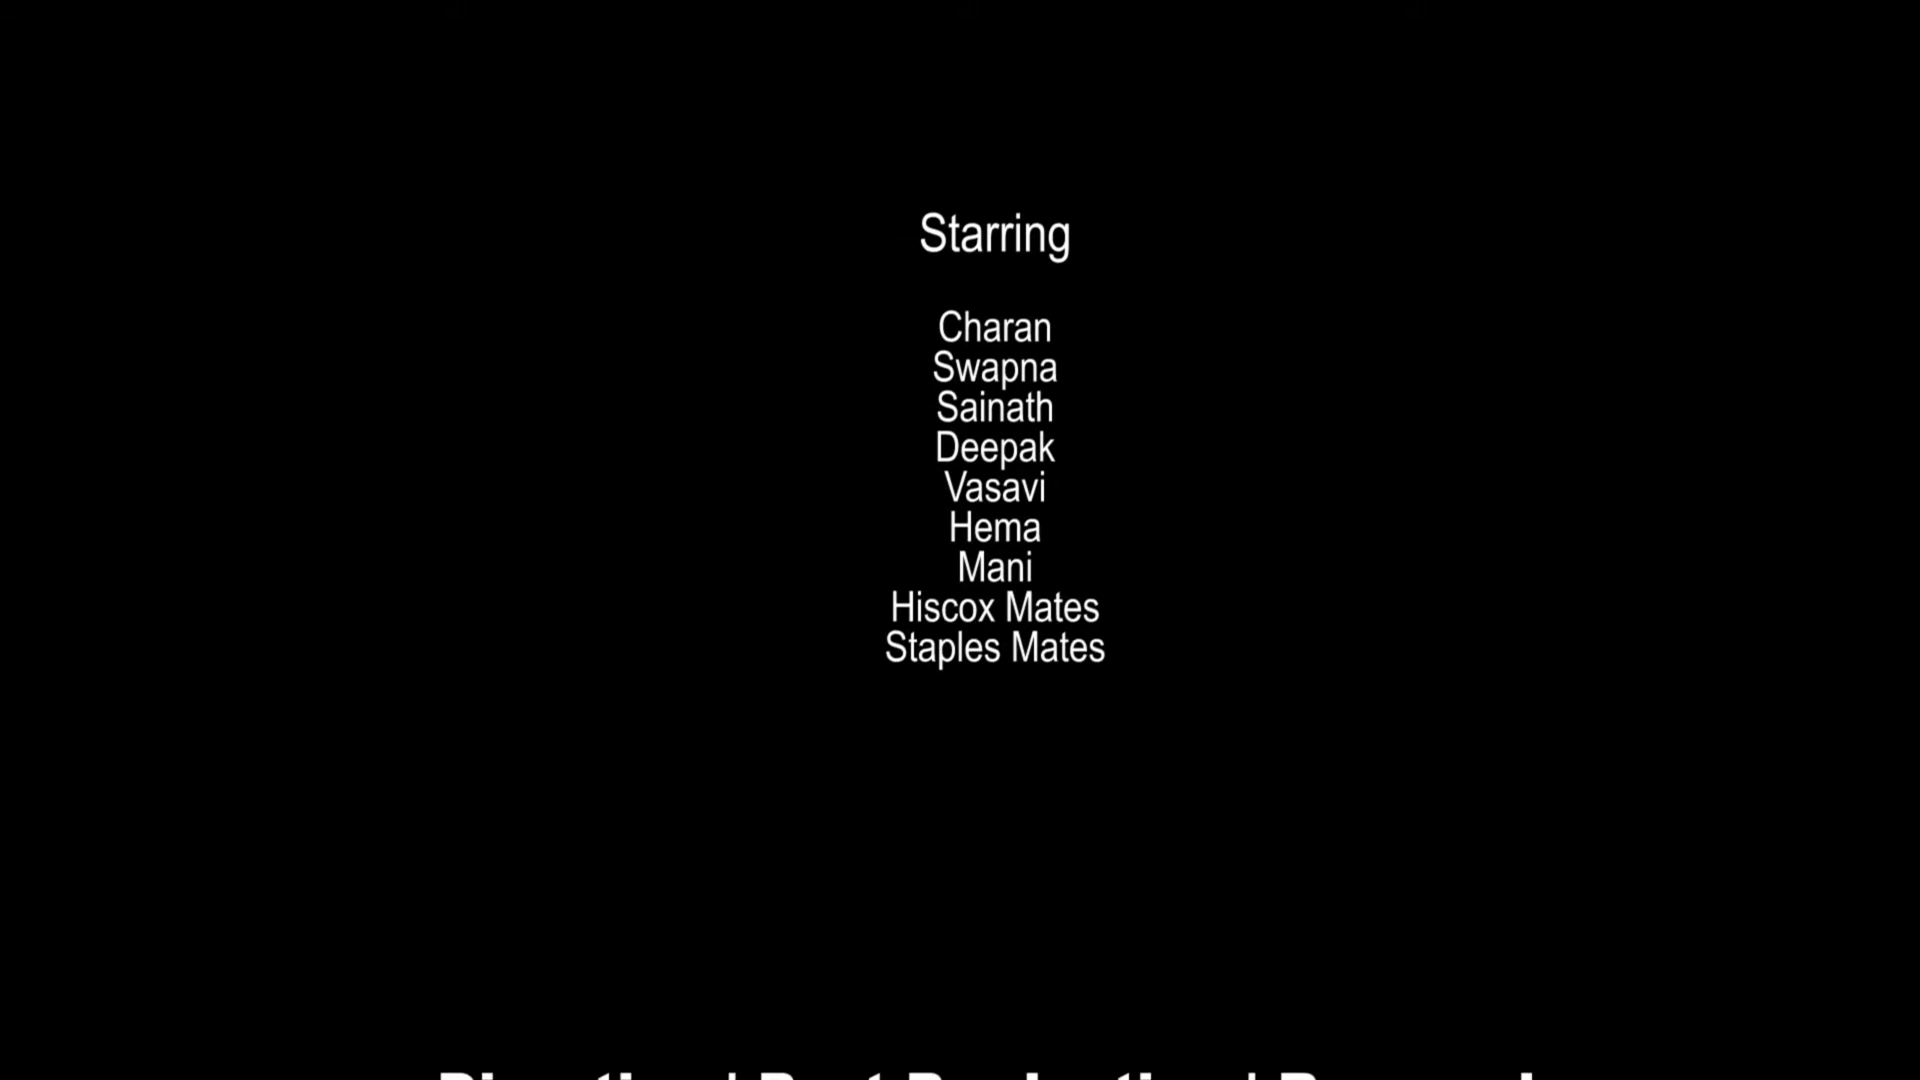 Starring
Charan
Swapna
Sainath
Deepak
Vasavi
Hema
Mani
Hiscox Mates
Staples Mates